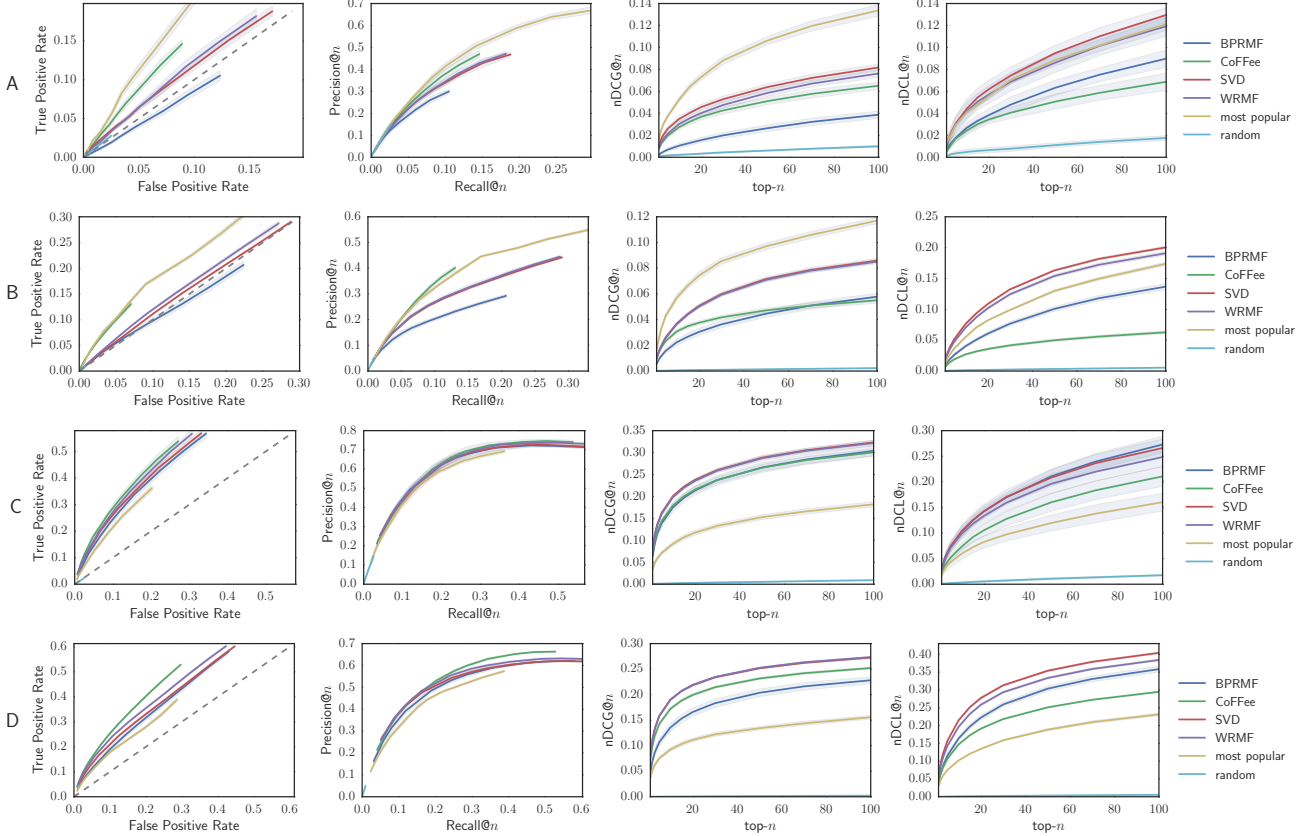 A
True Positive Rate
0.15
0.10
0.05
0.00
0.00 0.05 0.10 0.15
False Positive Rate
Precision@n
0.7
0.6
0.5
0.4
0.3
0.2
0.1
0.0
0.00 0.05 0.10 0.15 0.20 0.25
Recall@n
nDCG@n
0.14
0.12
0.10
0.08
0.06
0.04
0.02
0.00
20 40 60 80 100
top-n
nDCL@n
0.14
0.12
0.10
0.08
0.06
0.04
0.02
0.00
20 40 60 80 100
top-n
BPRMF
CoFFee
SVD
WRMF
most popular
random
B
True Positive Rate
0.30
0.25
0.20
0.15
0.10
0.05
0.00
0.00 0.05 0.10 0.15 0.20 0.25 0.30
False Positive Rate
Precision@n
0.6
0.5
0.4
0.3
0.2
0.1
0.0
0.00 0.05 0.10 0.15 0.20 0.25 0.30
Recall@n
nDCG@n
0.12
0.10
0.08
0.06
0.04
0.02
0.00
20 40 60 80 100
top-n
nDCL@n
0.25
0.20
0.15
0.10
0.05
0.00
20 40 60 80 100
top-n
BPRMF
CoFFee
SVD
WRMF
most popular
random
C
True Positive Rate
0.5
0.4
0.3
0.2
0.1
0.0
0.0 0.1 0.2 0.3 0.4 0.5
False Positive Rate
Precision@n
0.8
0.7
0.6
0.5
0.4
0.3
0.2
0.1
0.0
0.0 0.1 0.2 0.3 0.4 0.5
Recall@n
nDCG@n
0.35
0.30
0.25
0.20
0.15
0.10
0.05
0.00
20 40 60 80 100
top-n
nDCL@n
0.30
0.25
0.20
0.15
0.10
0.05
0.00
20 40 60 80 100
top-n
BPRMF
CoFFee
SVD
WRMF
most popular
random
D
True Positive Rate
0.6
0.5
0.4
0.3
0.2
0.1
0.0
0.0 0.1 0.2 0.3 0.4 0.5 0.6
False Positive Rate
Precision@n
0.7
0.6
0.5
0.4
0.3
0.2
0.1
0.0
0.0 0.1 0.2 0.3 0.4 0.5 0.6
Recall@n
nDCG@n
0.30
0.25
0.20
0.15
0.10
0.05
0.00
20 40 60 80 100
top-n
nDCL@n
0.40
0.35
0.30
0.25
0.20
0.15
0.10
0.05
0.00
20 40 60 80 100
top-n
BPRMF
CoFFee
SVD
WRMF
most popular
random